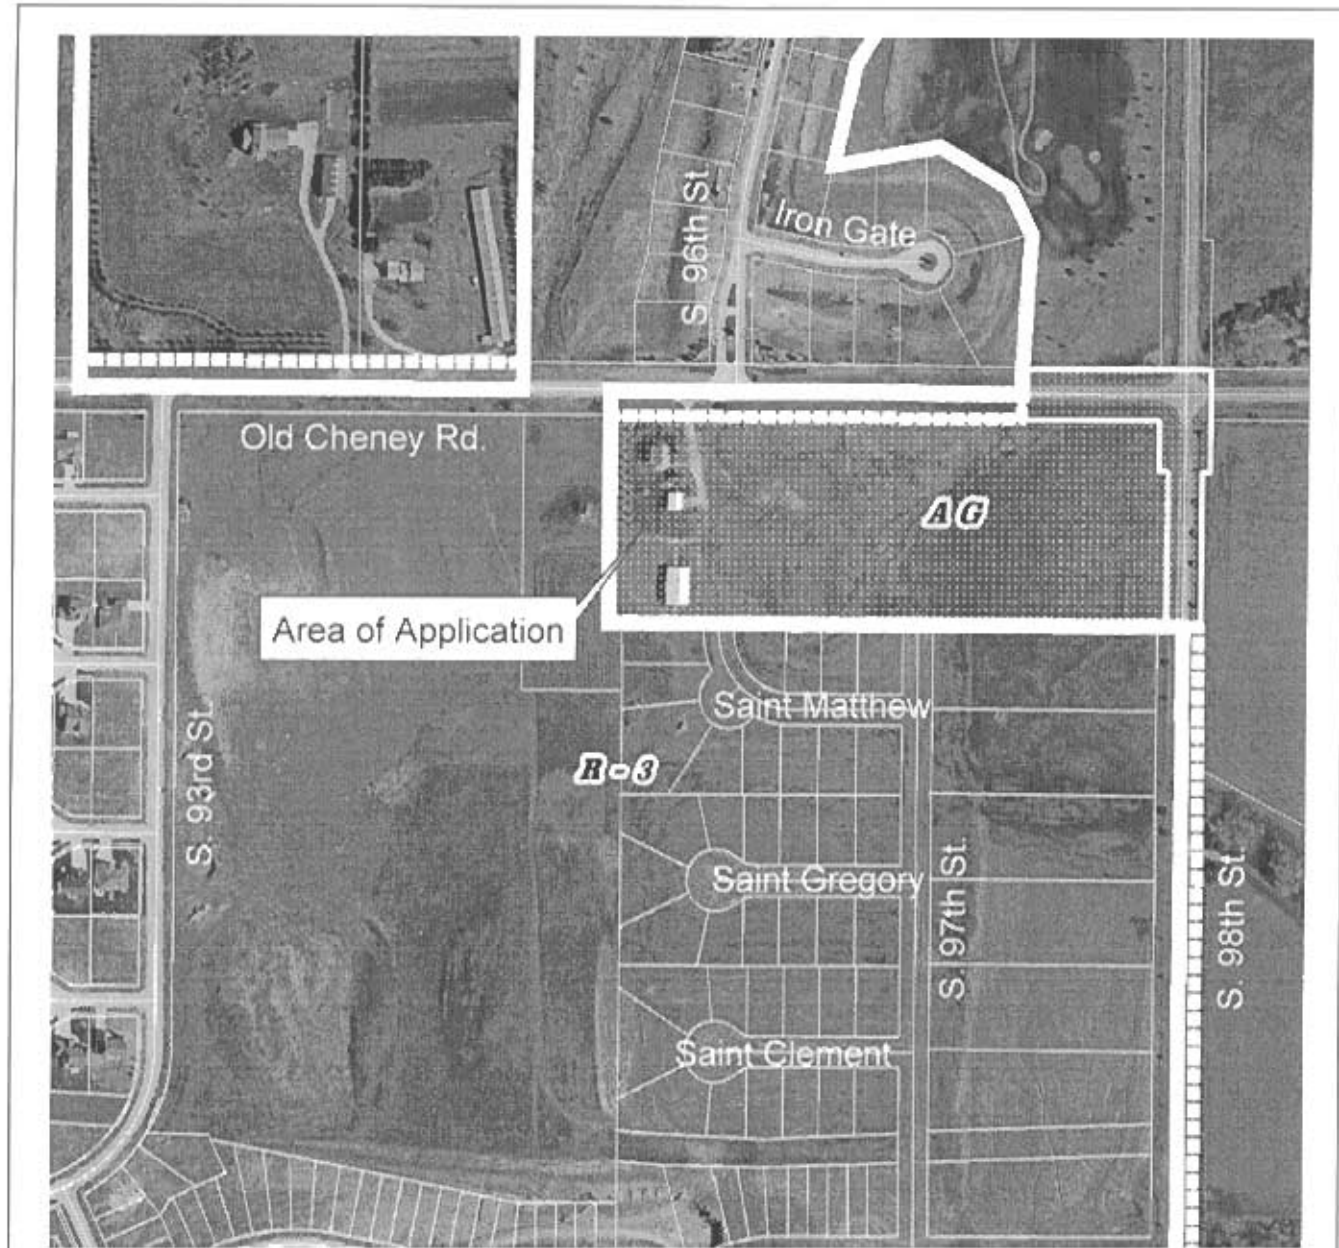 S. 96th St.
Iron Gate
Old Cheney Rd.
AG
Area of Application
Saint Matthew
S. 93rd St.
R-3
Saint Gregory
S. 97th St.
S. 98th St.
Saint Clement